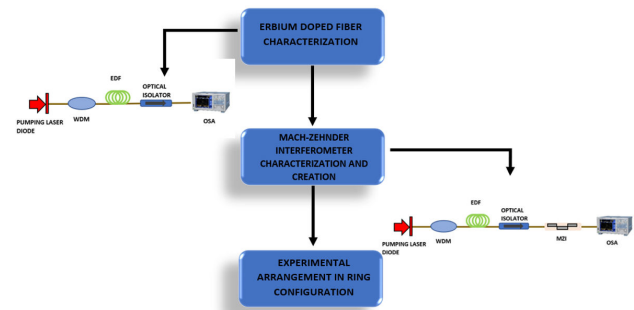 ERBIUM DOPED FIBER
CHARACTERIZATION
EDF
OPTICAL
ISOLATOR
PUMPING LASER
DIODE
WDM
OSA
MACH-ZEHNDER
INTERFEROMETER
CHARACTERIZATION AND
CREATION
EDF
OPTICAL
ISOLATOR
PUMPING LASER
DIODE
WDM
MZI
OSA
EXPERIMENTAL
ARRANGEMENT IN RING
CONFIGURATION